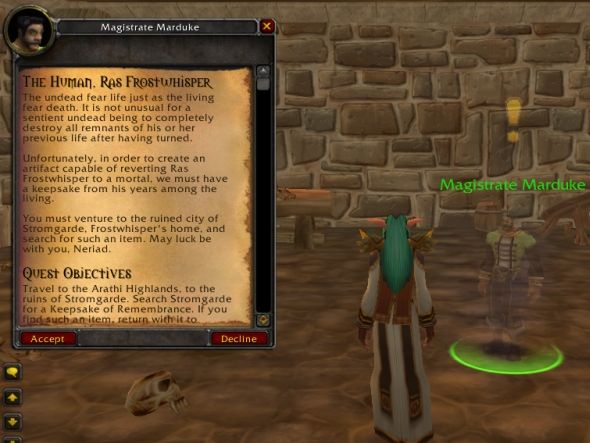 Magistrate Marduke
The Human, Ras Frostwhisper
The undead fear life just as the living
fear death. It is not unusual for a
sentient undead being to completely
destroy all remnants of his or her
previous life after having turned.
Unfortunately, in order to create an
artifact capable of reverting Ras
Frostwhisper to a mortal, we must have
a keepsake from his years among the
living.
You must venture to the ruined city of
Stromgarde, Frostwhisper's home, and
search for such an item. May luck be
with you, Neriad.
Quest Objectives
Travel to the Arathi Highlands, to the
ruins of Stromgarde. Search Stromgarde
for a Keepsake of Remembrance. If you
find such an item, return with it to
Accept
Decline
Magistrate Marduke